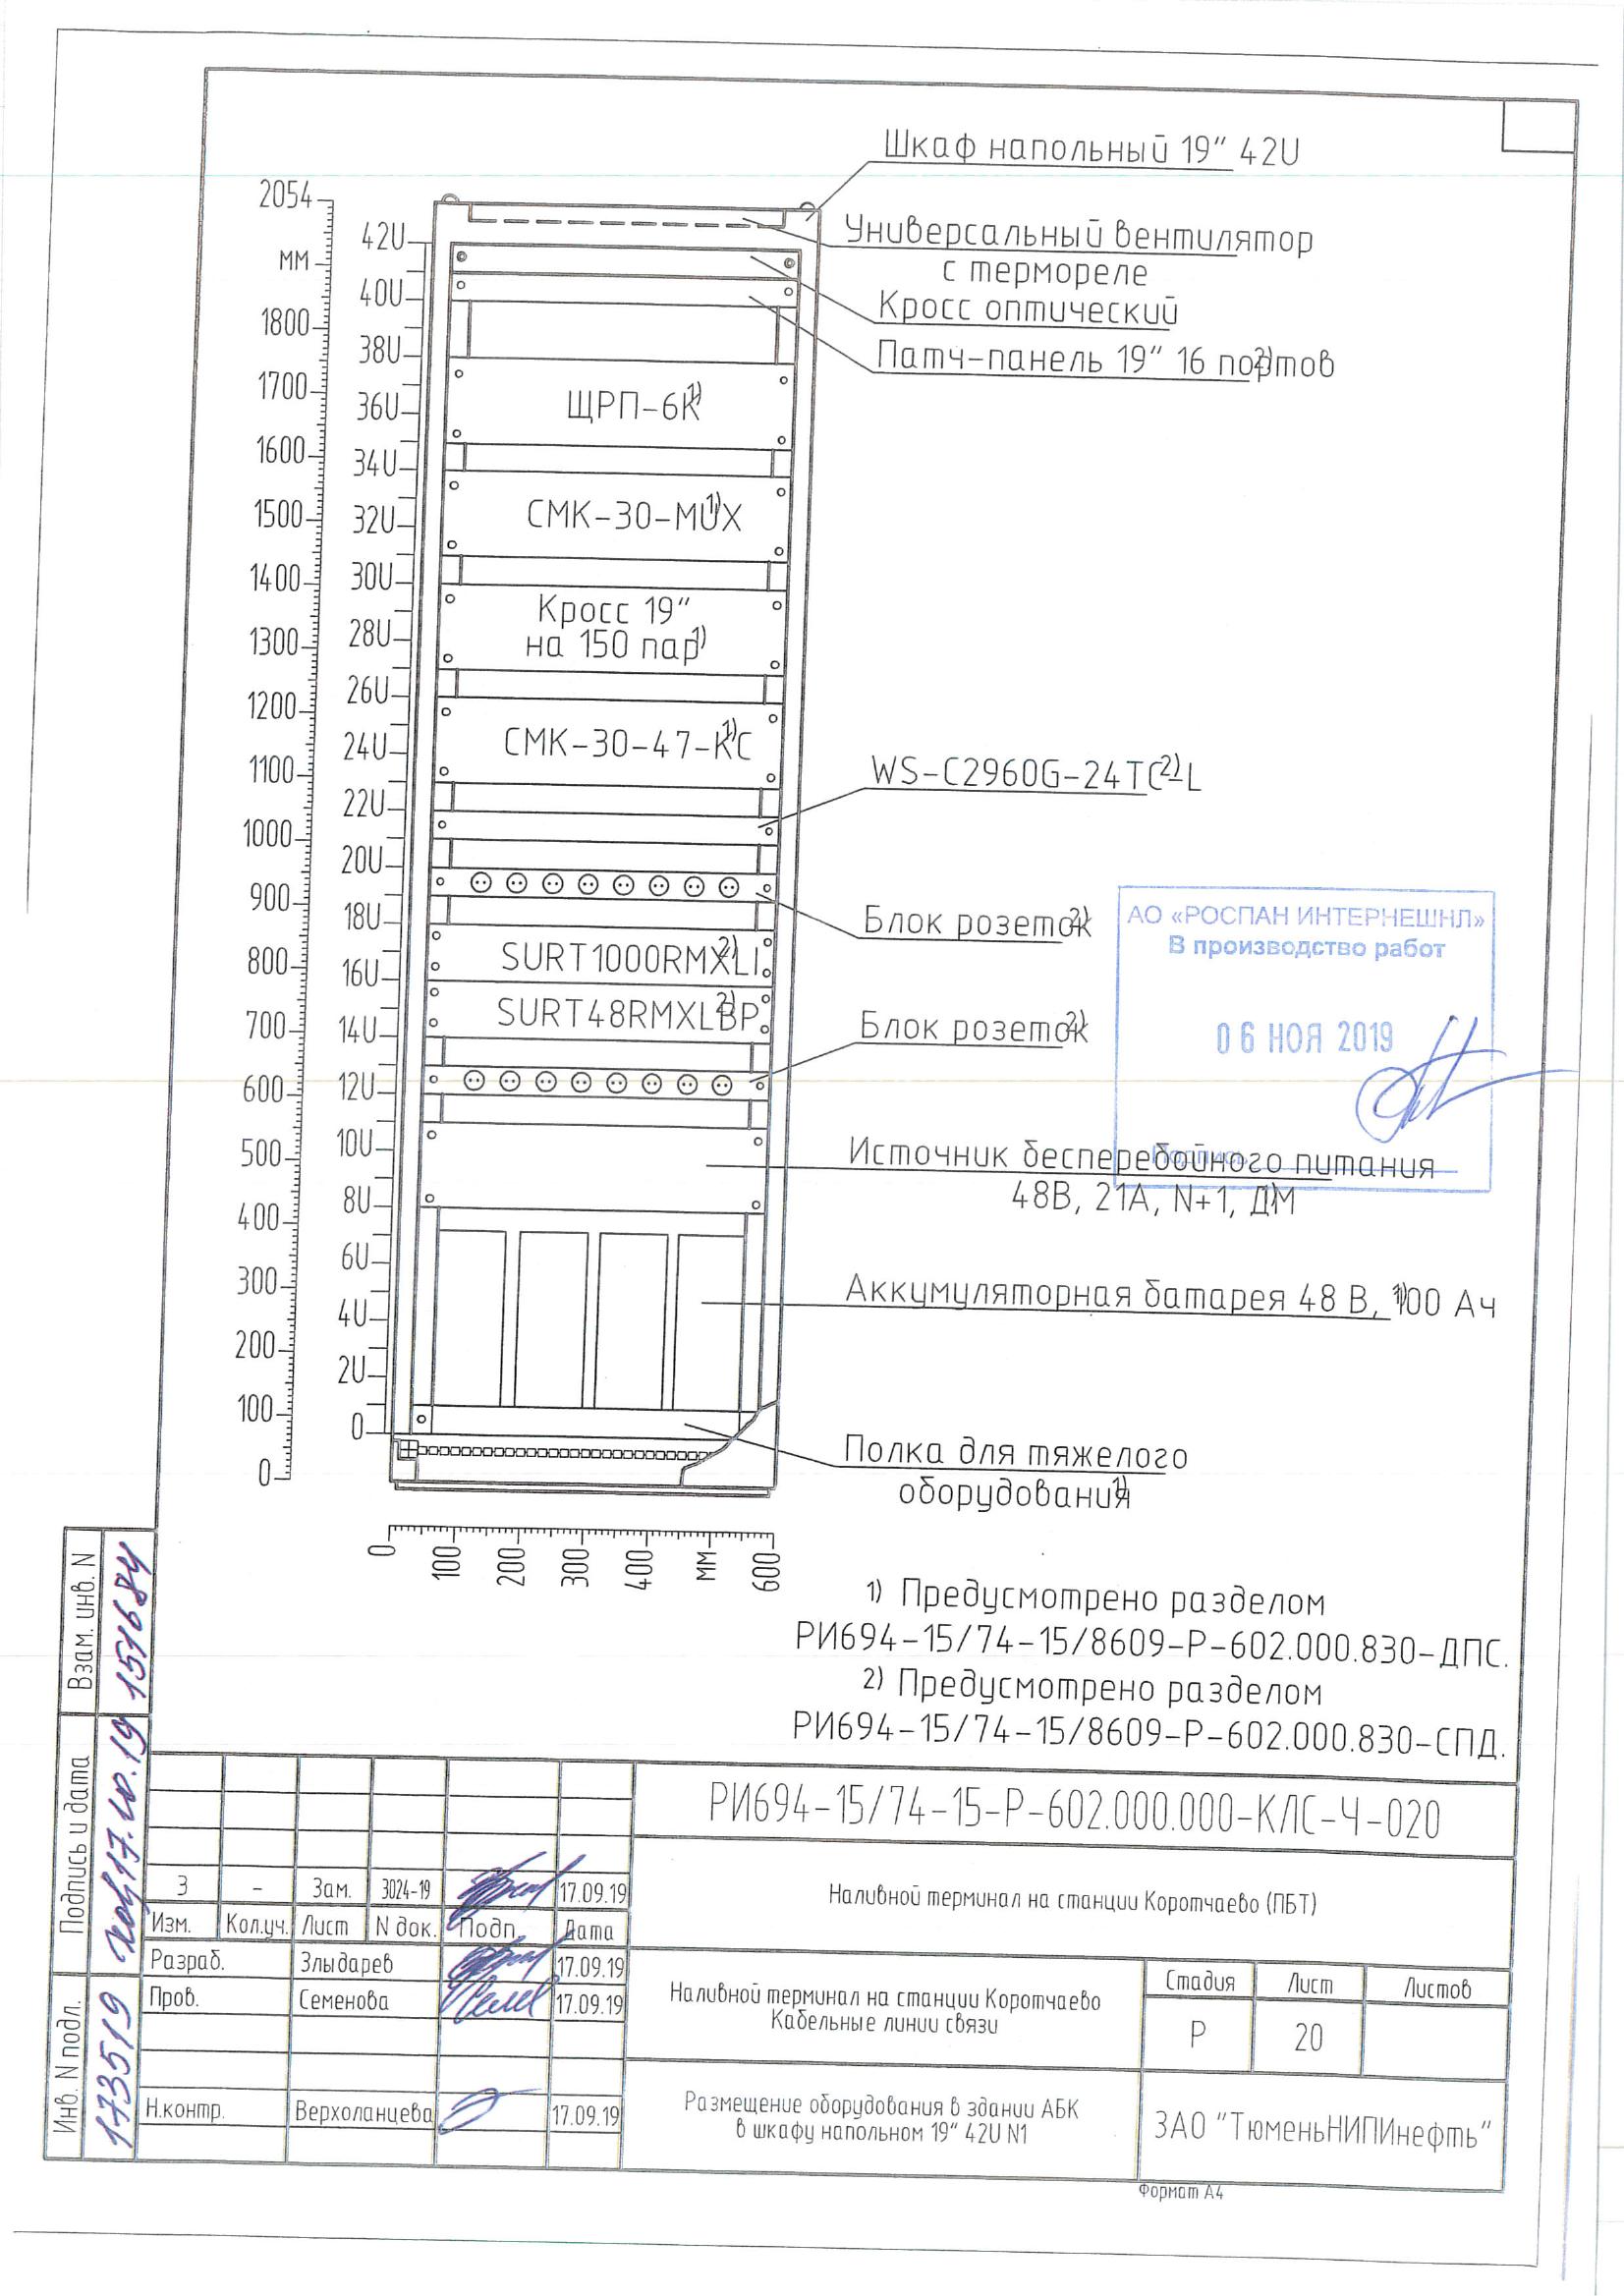 Шкаф напольный 19" 42U
Универсальный вентилятор
с термореле
Кросс оптический
Патч-панель 19" 16 портов 2)
2054
мм
1800
1700
1600
1500
1400
1300
1200
1100
1000
900
800
700
600
500
400
300
200
100
0
42U
40U
38U
36U
34U
32U
30U
28U
26U
24U
22U
20U
18U
16U
14U
12U
10U
8U
6U
4U
2U
0
ЩРП-6К 1)
СМК-30-MUX 1)
Кросс 19"
на 150 пар 1)
СМК-30-47-КС 1)
WS-C2960G-24TC-L 2)
Блок розеток 2)
SURT1000RMXLI 2)
SURT48RMXLBP 2)
Блок розеток 2)
Источник бесперебойного питания
48В, 21А, N+1, ДМ
Аккумуляторная батарея 48 В, 100 Ач 1)
Полка для тяжелого
оборудования 1)
0 100 200 300 400 мм 600
АО «РОСПАН ИНТЕРНЕШНЛ»
В производство работ
06 НОЯ 2019
Подпись
1) Предусмотрено разделом
РИ694-15/74-15/8609-Р-602.000.830-ДПС.
2) Предусмотрено разделом
РИ694-15/74-15/8609-Р-602.000.830-СПД.
Взам. инв. N
151684
Подпись и дата
17.10.19
Инв. N подл.
173519
РИ694-15/74-15-Р-602.000.000-КЛС-Ч-020
3 - Зам. 3024-19 17.09.19
Изм. Кол.уч. Лист N док. Подп. Дата
Наливной терминал на станции Коротчаево (ПБТ)
Разраб. Злыдарев 17.09.19
Пров. Семенова 17.09.19
Н.контр. Верхоланцева 17.09.19
Наливной терминал на станции Коротчаево
Кабельные линии связи
Стадия Лист Листов
Р 20
Размещение оборудования в здании АБК
в шкафу напольном 19" 42U N1
ЗАО "ТюменьНИПИнефть"
Формат А4